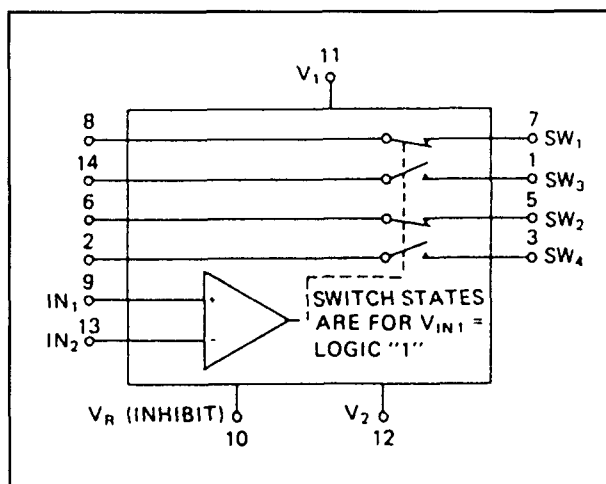 11
V1
8
7
SW1
14
1
SW3
6
5
SW2
2
3
SW4
9
IN1
+
13
IN2
-
SWITCH STATES
ARE FOR VIN1 =
LOGIC "1"
VR (INHIBIT)
10
V2
12